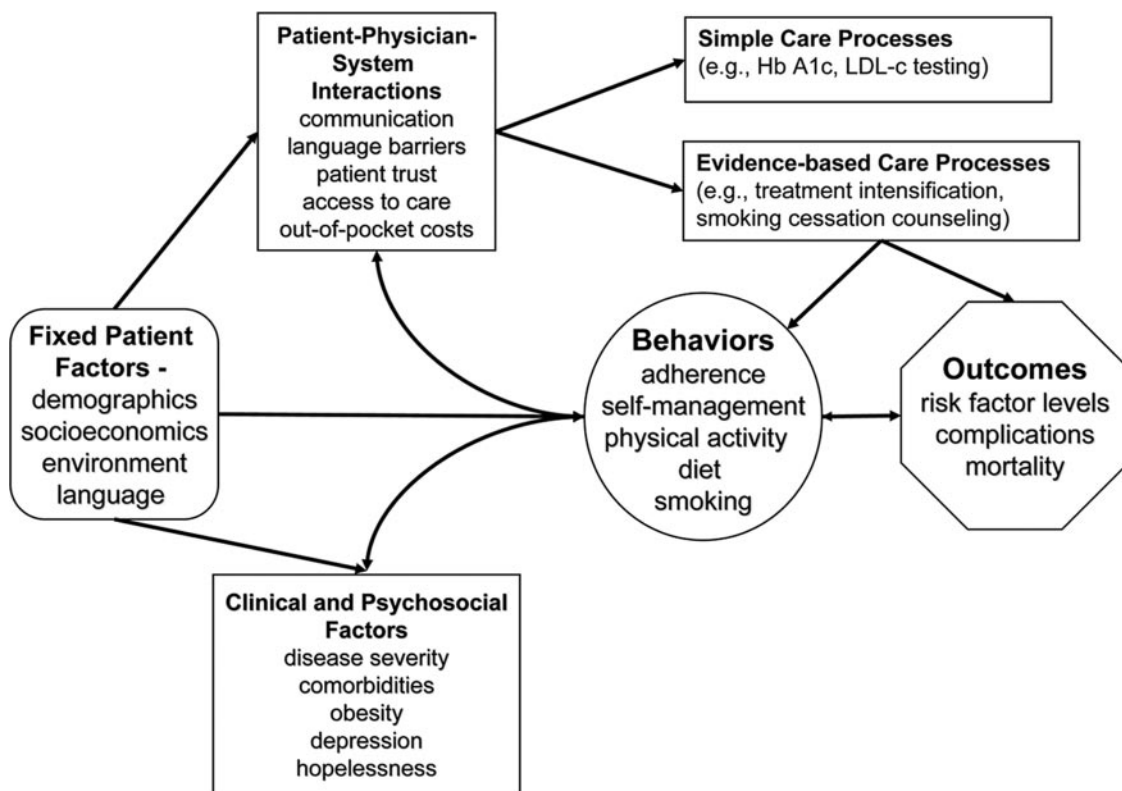 Patient-Physician-
System
Interactions
communication
language barriers
patient trust
access to care
out-of-pocket costs
Simple Care Processes
(e.g., Hb A1c, LDL-c testing)
Evidence-based Care Processes
(e.g., treatment intensification,
smoking cessation counseling)
Fixed Patient
Factors -
demographics
socioeconomics
environment
language
Behaviors
adherence
self-management
physical activity
diet
smoking
Outcomes
risk factor levels
complications
mortality
Clinical and Psychosocial
Factors
disease severity
comorbidities
obesity
depression
hopelessness